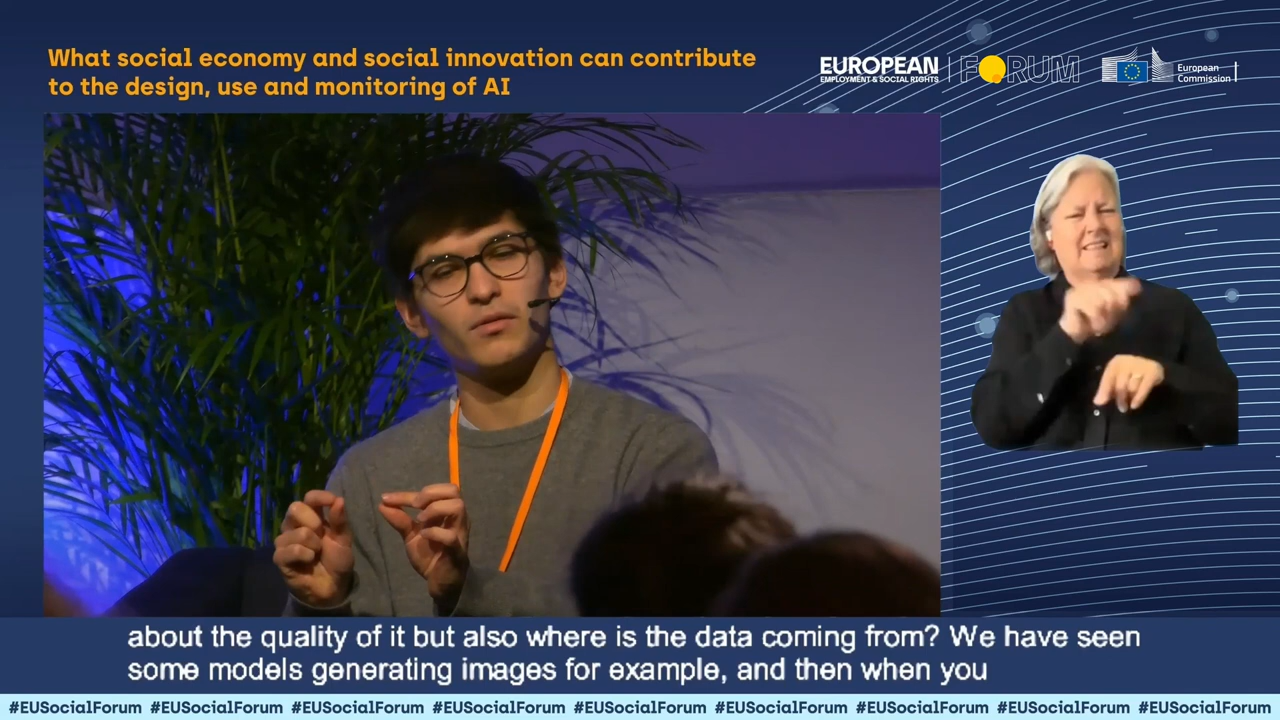 What social economy and social innovation can contribute
to the design, use and monitoring of AI
EUROPEAN
EMPLOYMENT & SOCIAL RIGHTS
FORUM
European
Commission
about the quality of it but also where is the data coming from? We have seen
some models generating images for example, and then when you
#EUSocialForum #EUSocialForum #EUSocialForum #EUSocialForum #EUSocialForum #EUSocialForum #EUSocialForum #EUSocialForum #EUSocialForum